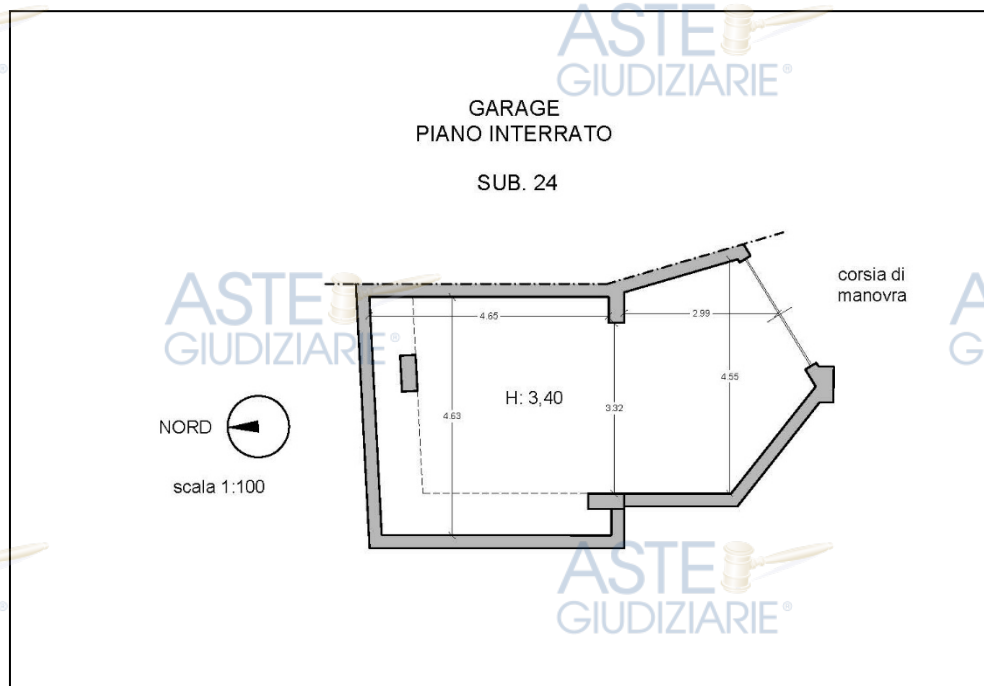 ASTE
GIUDIZIARIE®
GARAGE
PIANO INTERRATO
SUB. 24
corsia di
manovra
ASTE
GIUDIZIARIE®
4.65
2.99
4.63
H: 3,40
3.32
4.55
NORD
scala 1:100
ASTE
GIUDIZIARIE®